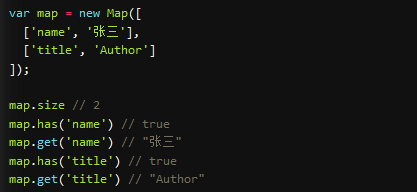 var map = new Map([
  ['name', '张三'],
  ['title', 'Author']
]);

map.size // 2
map.has('name') // true
map.get('name') // "张三"
map.has('title') // true
map.get('title') // "Author"